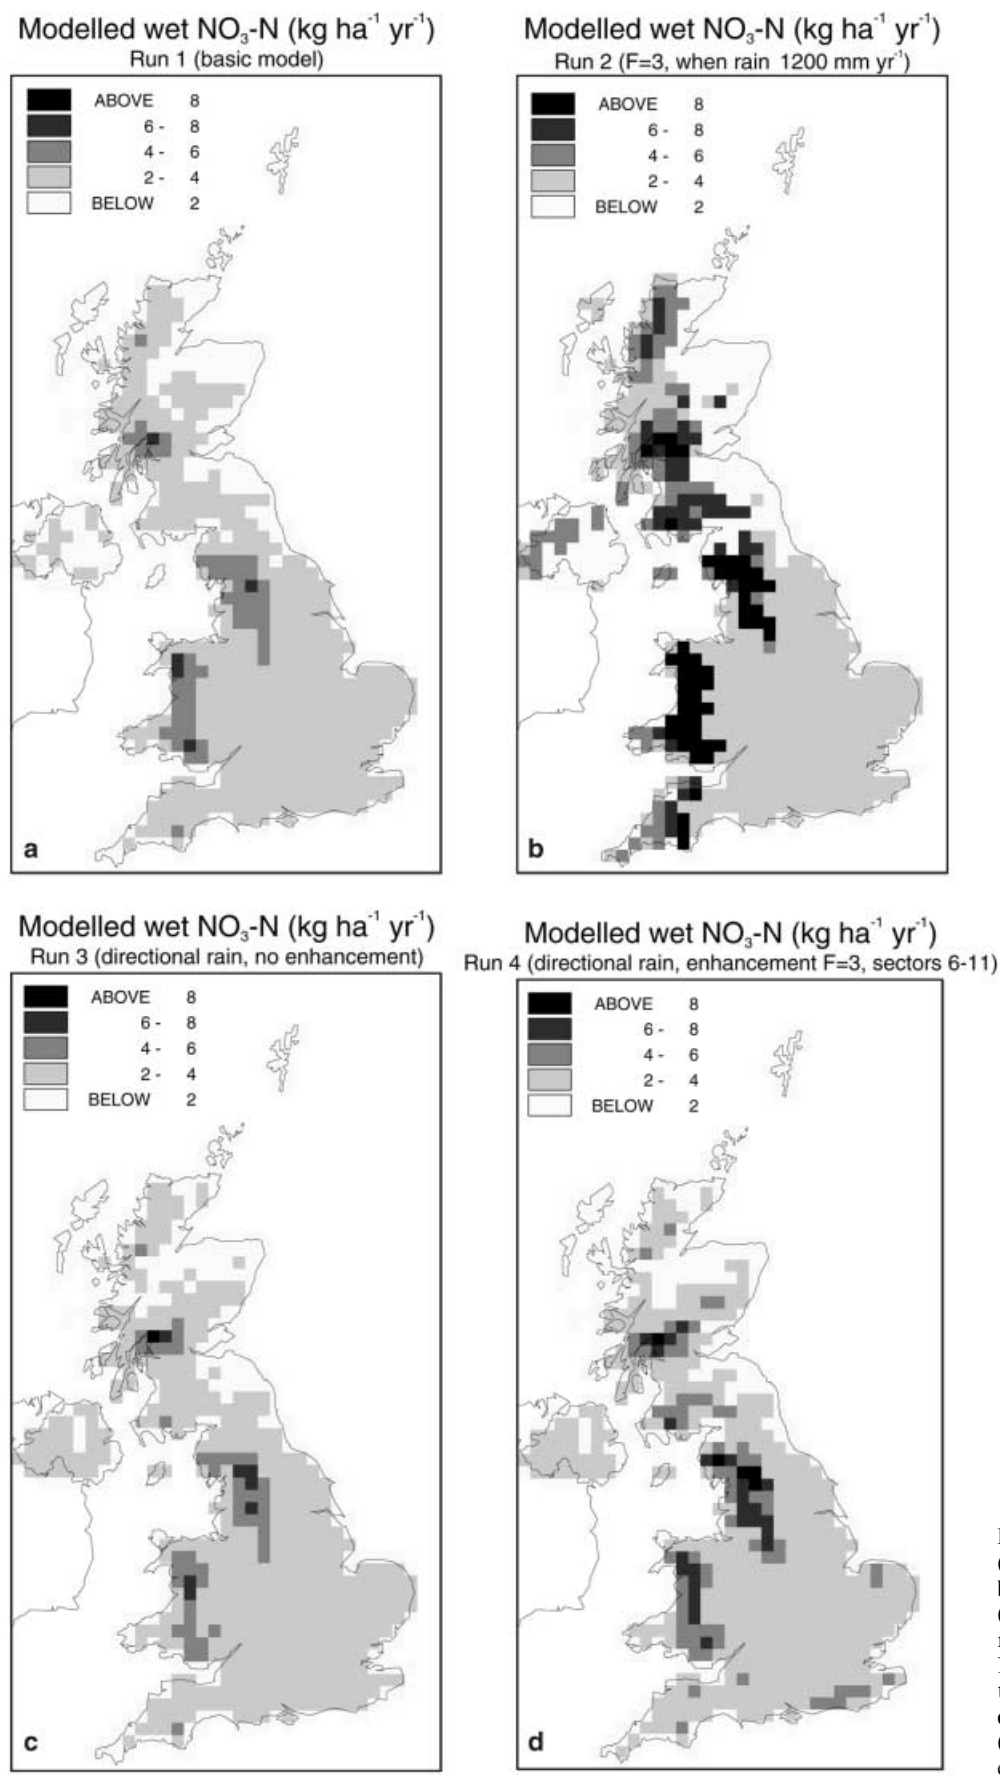 Modelled wet NO₃-N (kg ha⁻¹ yr⁻¹)
Run 1 (basic model)
ABOVE 8
6 - 8
4 - 6
2 - 4
BELOW 2
a
Modelled wet NO₃-N (kg ha⁻¹ yr⁻¹)
Run 2 (F=3, when rain 1200 mm yr⁻¹)
ABOVE 8
6 - 8
4 - 6
2 - 4
BELOW 2
b
Modelled wet NO₃-N (kg ha⁻¹ yr⁻¹)
Run 3 (directional rain, no enhancement)
ABOVE 8
6 - 8
4 - 6
2 - 4
BELOW 2
c
Modelled wet NO₃-N (kg ha⁻¹ yr⁻¹)
Run 4 (directional rain, enhancement F=3, sectors 6-11)
ABOVE 8
6 - 8
4 - 6
2 - 4
BELOW 2
d